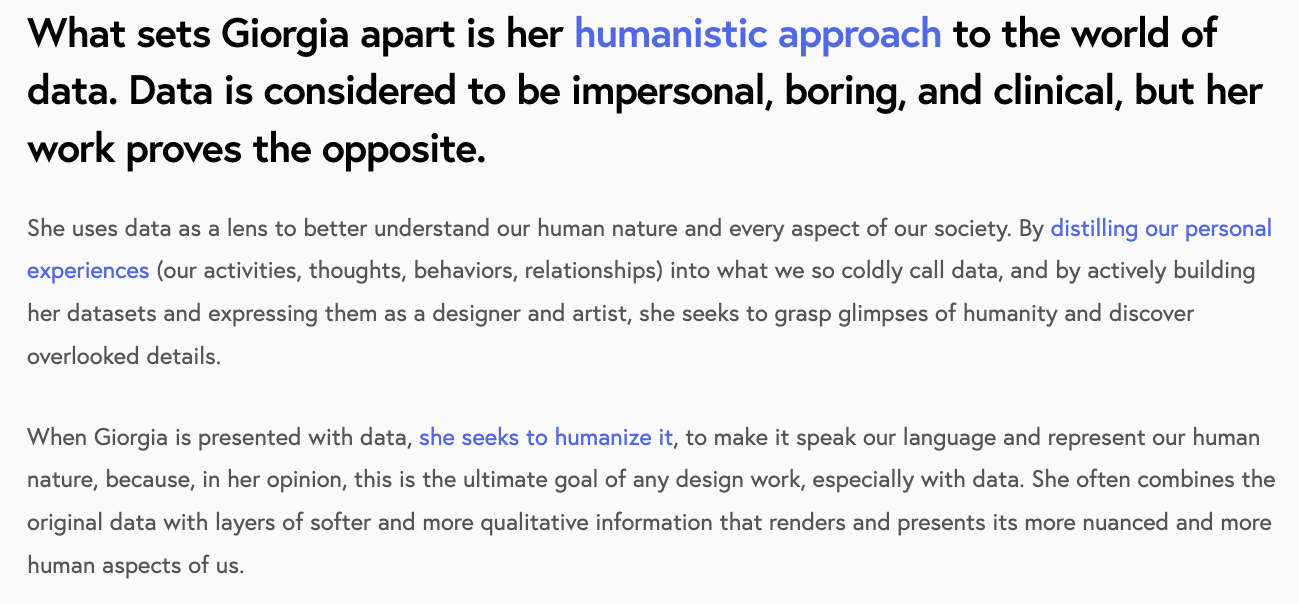 What sets Giorgia apart is her humanistic approach to the world of
data. Data is considered to be impersonal, boring, and clinical, but her
work proves the opposite.
She uses data as a lens to better understand our human nature and every aspect of our society. By distilling our personal
experiences (our activities, thoughts, behaviors, relationships) into what we so coldly call data, and by actively building
her datasets and expressing them as a designer and artist, she seeks to grasp glimpses of humanity and discover
overlooked details.
When Giorgia is presented with data, she seeks to humanize it, to make it speak our language and represent our human
nature, because, in her opinion, this is the ultimate goal of any design work, especially with data. She often combines the
original data with layers of softer and more qualitative information that renders and presents its more nuanced and more
human aspects of us.